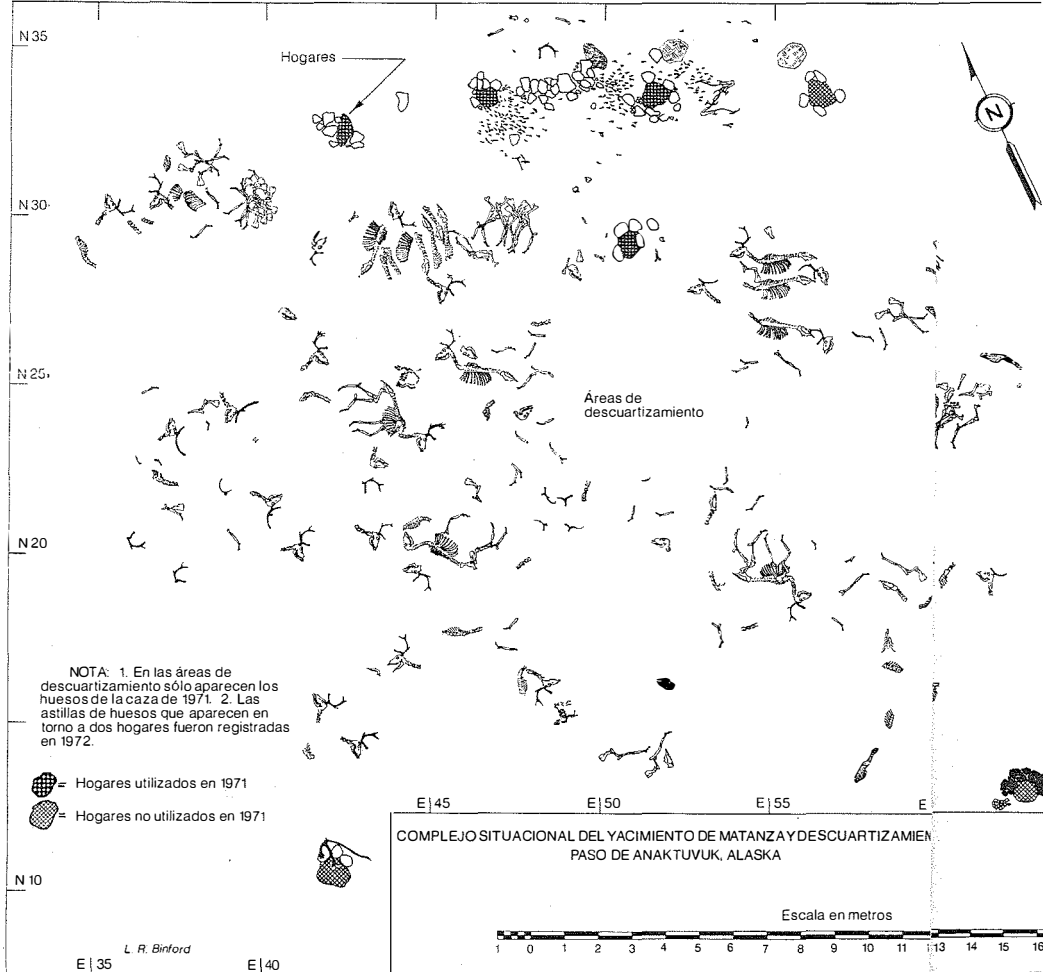 N 35
Hogares
N
N 30
N 25
Áreas de
descuartizamiento
N 20
NOTA: 1. En las áreas de
descuartizamiento sólo aparecen los
huesos de la caza de 1971. 2. Las
astillas de huesos que aparecen en
torno a dos hogares fueron registradas
en 1972.
= Hogares utilizados en 1971
= Hogares no utilizados en 1971
E 45
E 50
E 55
E
COMPLEJO SITUACIONAL DEL YACIMIENTO DE MATANZA Y DESCUARTIZAMIEN
PASO DE ANAKTUVUK, ALASKA
N 10
Escala en metros
1 0 1 2 3 4 5 6 7 8 9 10 11 13 14 15 16
L. R. Binford
E 35
E 40